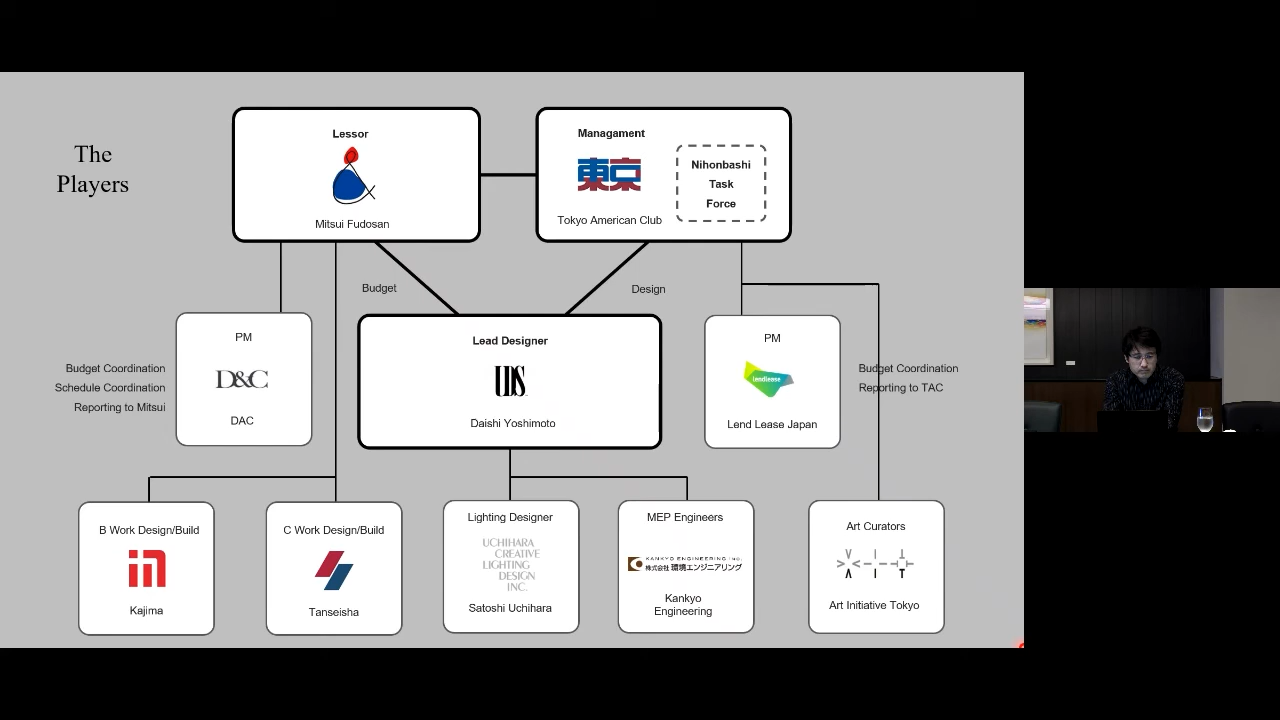 The
Players
Lessor
Mitsui Fudosan
Managament
東京
Tokyo American Club
Nihonbashi
Task
Force
Budget
Design
Budget Coordination
Schedule Coordination
Reporting to Mitsui
PM
D&C
DAC
Lead Designer
UDS
Daishi Yoshimoto
PM
lendlease
Lend Lease Japan
Budget Coordination
Reporting to TAC
B Work Design/Build
Kajima
C Work Design/Build
Tanseisha
Lighting Designer
UCHIHARA
CREATIVE
LIGHTING
DESIGN
INC.
Satoshi Uchihara
MEP Engineers
KANKYO ENGINEERING INC.
株式会社 環境エンジニアリング
Kankyo
Engineering
Art Curators
Art Initiative Tokyo